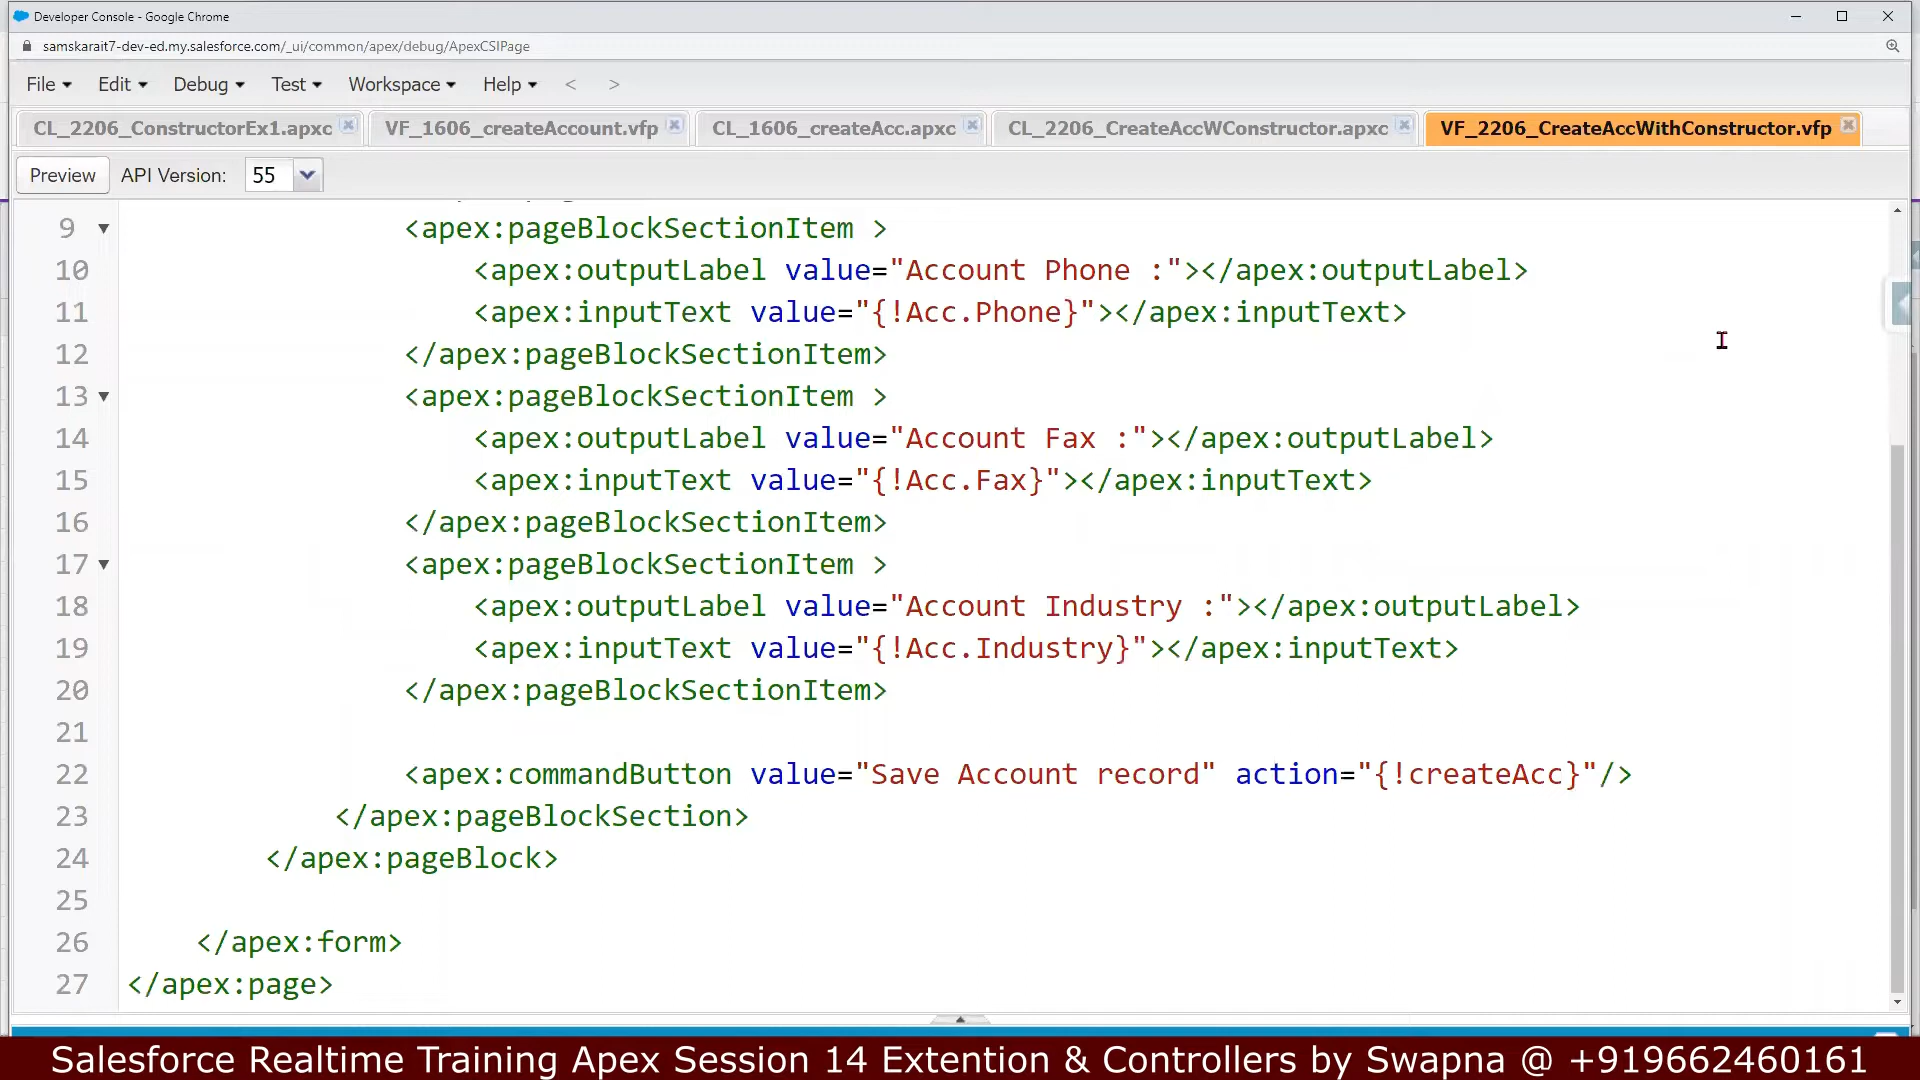 Developer Console - Google Chrome
samskarait7-dev-ed.my.salesforce.com/_ui/common/apex/debug/ApexCSIPage
File Edit Debug Test Workspace Help < >
CL_2206_ConstructorEx1.apxc VF_1606_createAccount.vfp CL_1606_createAcc.apxc CL_2206_CreateAccWConstructor.apxc VF_2206_CreateAccWithConstructor.vfp
Preview API Version: 55
9 <apex:pageBlockSectionItem >
10 <apex:outputLabel value="Account Phone :"></apex:outputLabel>
11 <apex:inputText value="{!Acc.Phone}"></apex:inputText>
12 </apex:pageBlockSectionItem>
13 <apex:pageBlockSectionItem >
14 <apex:outputLabel value="Account Fax :"></apex:outputLabel>
15 <apex:inputText value="{!Acc.Fax}"></apex:inputText>
16 </apex:pageBlockSectionItem>
17 <apex:pageBlockSectionItem >
18 <apex:outputLabel value="Account Industry :"></apex:outputLabel>
19 <apex:inputText value="{!Acc.Industry}"></apex:inputText>
20 </apex:pageBlockSectionItem>
21
22 <apex:commandButton value="Save Account record" action="{!createAcc}"/>
23 </apex:pageBlockSection>
24 </apex:pageBlock>
25
26 </apex:form>
27 </apex:page>
Salesforce Realtime Training Apex Session 14 Extention & Controllers by Swapna @ +919662460161